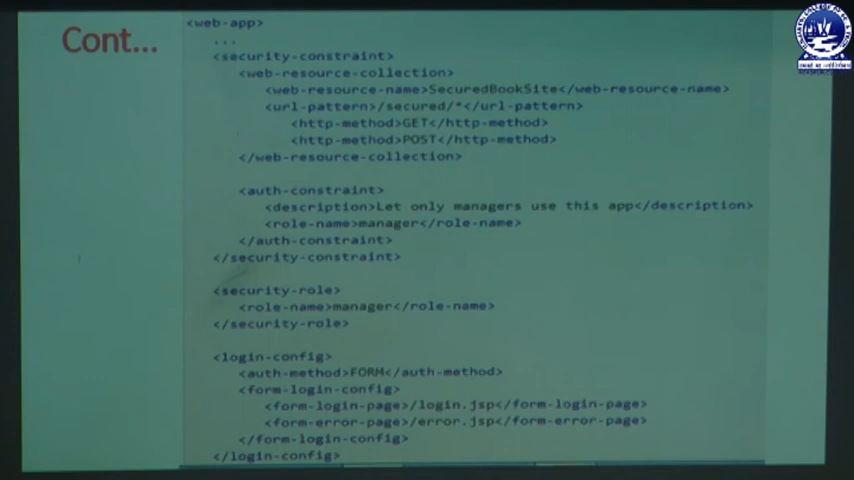 Cont...
<web-app>
...
<security-constraint>
<web-resource-collection>
<web-resource-name>SecuredBookSite</web-resource-name>
<url-pattern>/secured/*</url-pattern>
<http-method>GET</http-method>
<http-method>POST</http-method>
</web-resource-collection>
<auth-constraint>
<description>Let only managers use this app</description>
<role-name>manager</role-name>
</auth-constraint>
</security-constraint>
<security-role>
<role-name>manager</role-name>
</security-role>
<login-config>
<auth-method>FORM</auth-method>
<form-login-config>
<form-login-page>/login.jsp</form-login-page>
<form-error-page>/error.jsp</form-error-page>
</form-login-config>
</login-config>